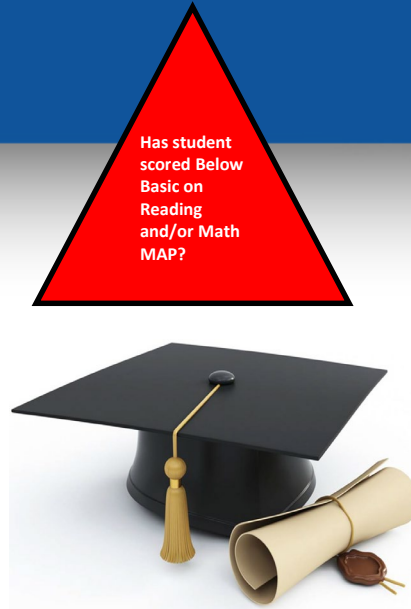 Has student
scored Below
Basic on
Reading
and/or Math
MAP?